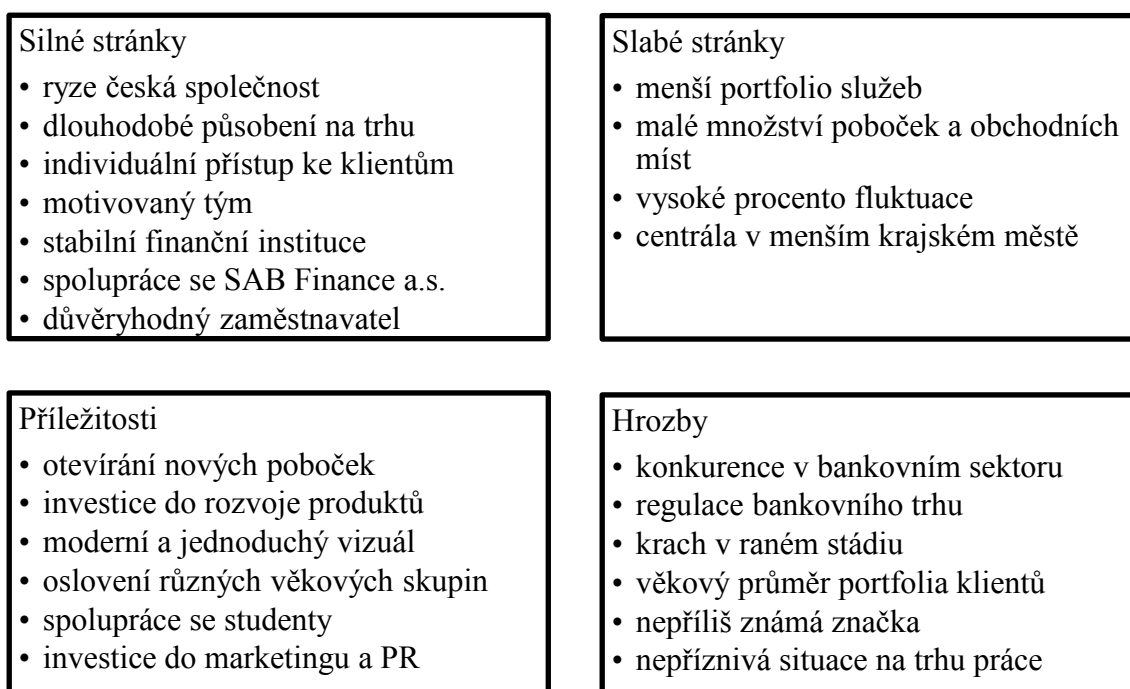 Silné stránky
• ryze česká společnost
• dlouhodobé působení na trhu
• individuální přístup ke klientům
• motivovaný tým
• stabilní finanční instituce
• spolupráce se SAB Finance a.s.
• důvěryhodný zaměstnavatel
Slabé stránky
• menší portfolio služeb
• malé množství poboček a obchodních
míst
• vysoké procento fluktuace
• centrála v menším krajském městě
Příležitosti
• otevírání nových poboček
• investice do rozvoje produktů
• moderní a jednoduchý vizuál
• oslovení různých věkových skupin
• spolupráce se studenty
• investice do marketingu a PR
Hrozby
• konkurence v bankovním sektoru
• regulace bankovního trhu
• krach v raném stádiu
• věkový průměr portfolia klientů
• nepříliš známá značka
• nepříznivá situace na trhu práce